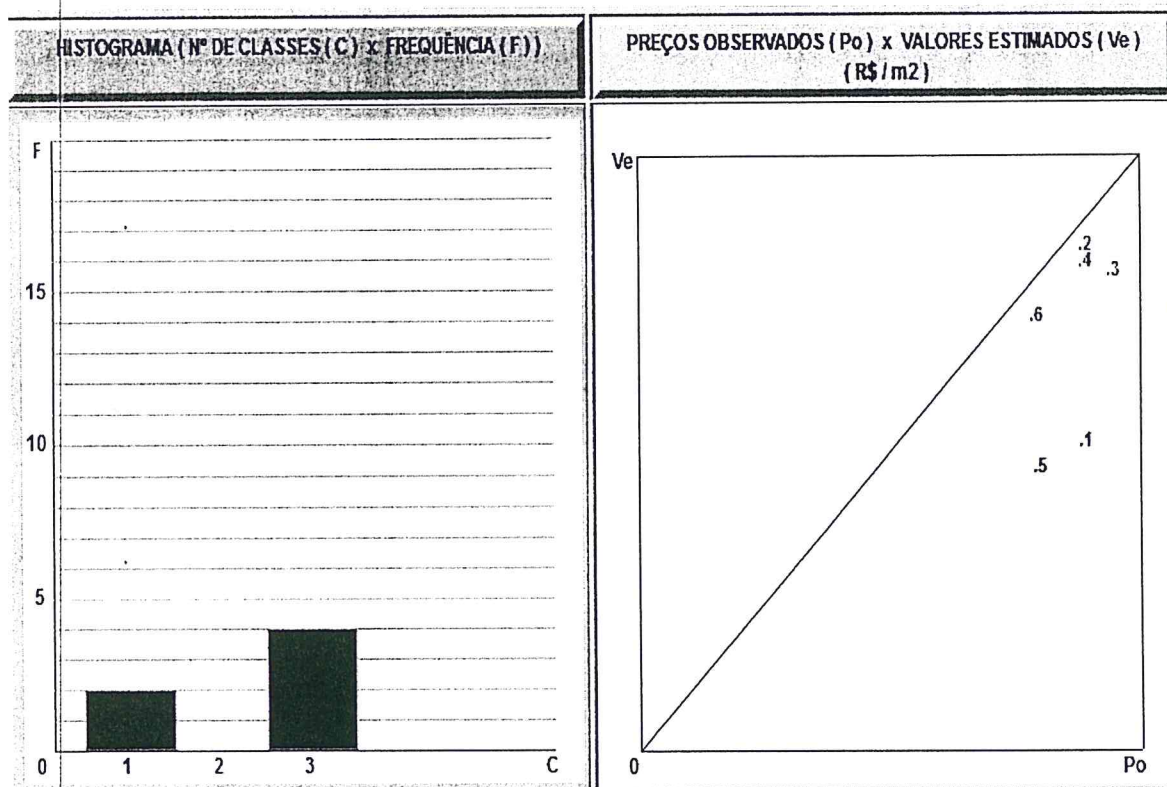 HISTOGRAMA ( Nº DE CLASSES ( C ) x FREQUÊNCIA ( F ) )
F
15
10
5
0
1
2
3
C
PREÇOS OBSERVADOS ( Po ) x VALORES ESTIMADOS ( Ve )
( R$ / m2 )
Ve
.2
.4
.3
.6
.1
.5
0
Po